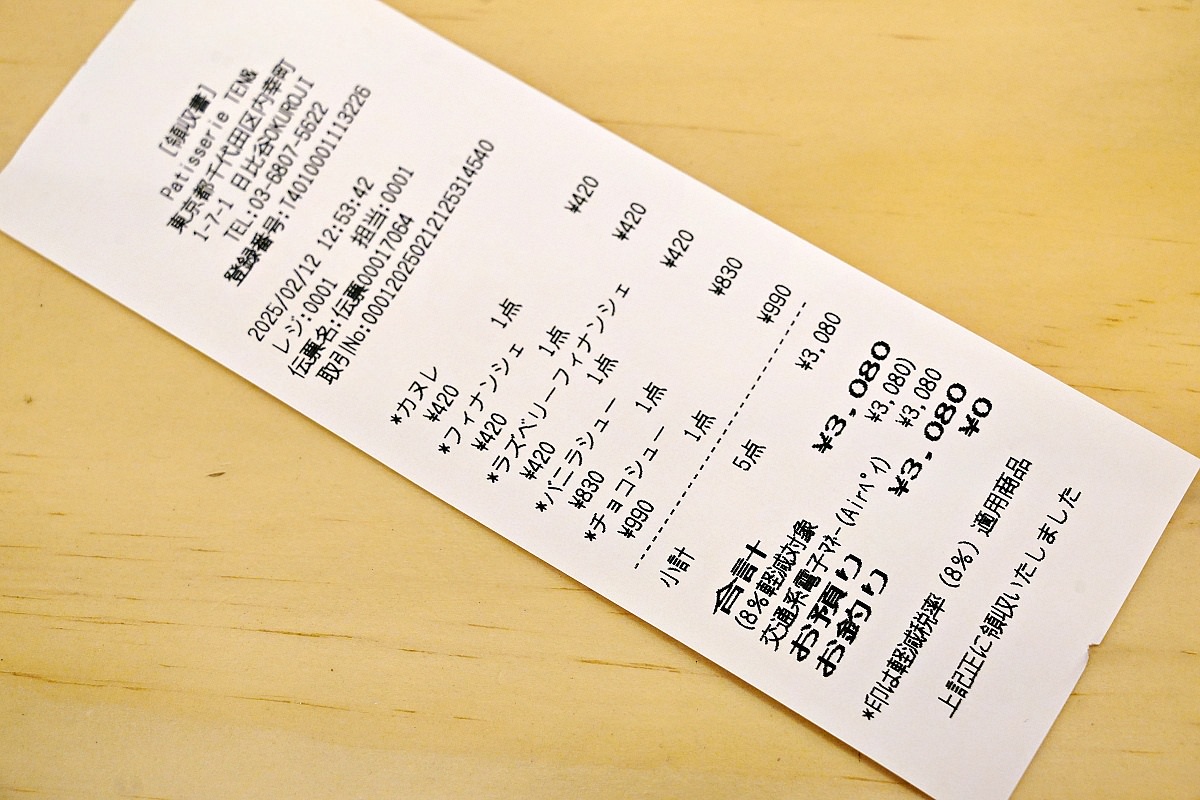 [領収書]
Patisserie TEN&
東京都千代田区内幸町
1-7-1 日比谷OKUROJI
TEL:03-6807-5622
登録番号:T4010001113226
2025/02/12 12:53:42
レジ:0001 担当:0001
伝票名:伝票00017064
取引No:00012025021212531 4540
*カヌレ
¥420 1点 ¥420
*フィナンシェ
¥420 1点 ¥420
*ラズベリーフィナンシェ
¥420 1点 ¥420
*バニラシュー
¥830 1点 ¥830
*チョコシュー
¥990 1点 ¥990
小計 5点 ¥3,080
合計 ¥3,080
(8%軽減対象 ¥3,080)
交通系電子マネー(Airペイ) ¥3,080
お預り ¥3,080
お釣り ¥0
*印は軽減税率(8%)適用商品
上記正に領収いたしました